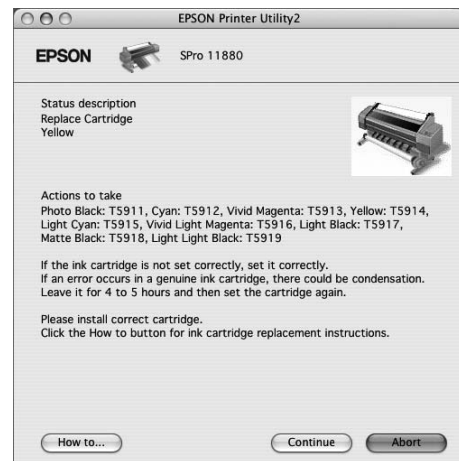 EPSON Printer Utility2
EPSON SPro 11880
Status description
Replace Cartridge
Yellow
Actions to take
Photo Black: T5911, Cyan: T5912, Vivid Magenta: T5913, Yellow: T5914,
Light Cyan: T5915, Vivid Light Magenta: T5916, Light Black: T5917,
Matte Black: T5918, Light Light Black: T5919
If the ink cartridge is not set correctly, set it correctly.
If an error occurs in a genuine ink cartridge, there could be condensation.
Leave it for 4 to 5 hours and then set the cartridge again.
Please install correct cartridge.
Click the How to button for ink cartridge replacement instructions.
How to... Continue Abort